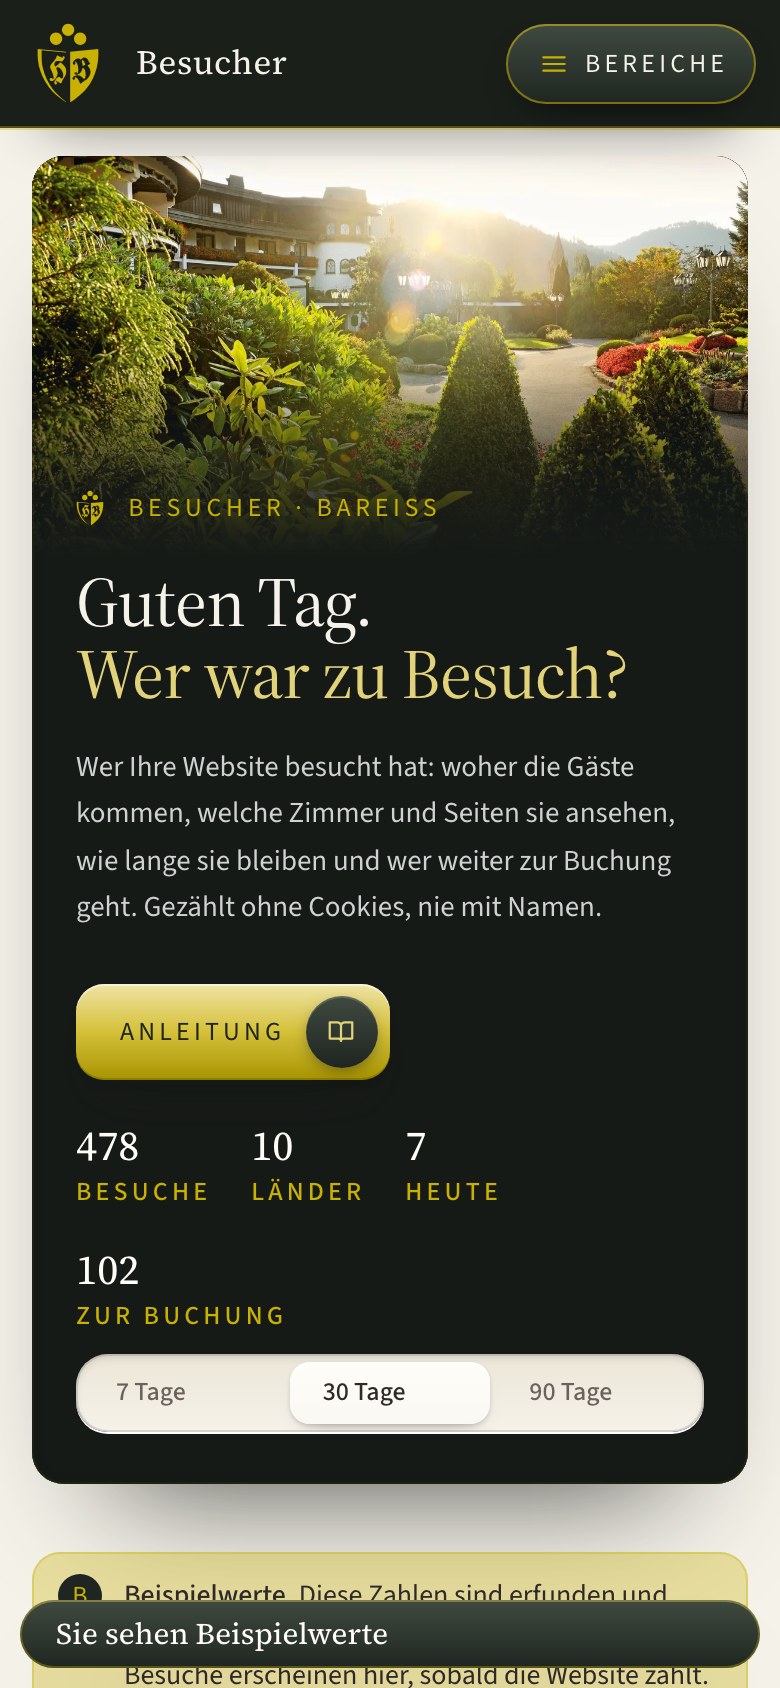 HB
Besucher
BEREICHE
HB
BESUCHER · BAREISS
Guten Tag.
Wer war zu Besuch?
Wer Ihre Website besucht hat: woher die Gäste
kommen, welche Zimmer und Seiten sie ansehen,
wie lange sie bleiben und wer weiter zur Buchung
geht. Gezählt ohne Cookies, nie mit Namen.
ANLEITUNG
478 10 7
BESUCHE LÄNDER HEUTE
102
ZUR BUCHUNG
7 Tage 30 Tage 90 Tage
B Beispielwerte Diese Zahlen sind erfunden und
Sie sehen Beispielwerte
Besuche erscheinen hier, sobald die Website zählt.